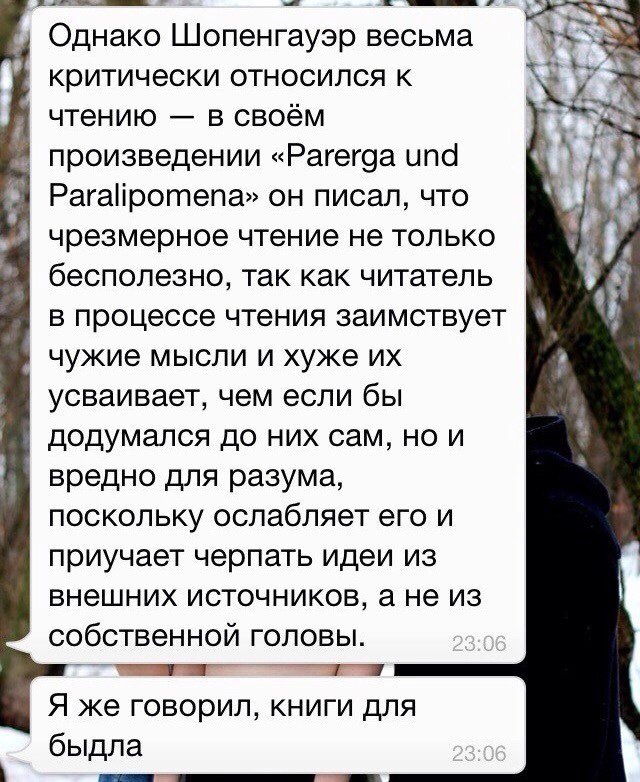 Однако Шопенгауэр весьма
критически относился к
чтению — в своём
произведении «Parerga und
Paralipomena» он писал, что
чрезмерное чтение не только
бесполезно, так как читатель
в процессе чтения заимствует
чужие мысли и хуже их
усваивает, чем если бы
додумался до них сам, но и
вредно для разума,
поскольку ослабляет его и
приучает черпать идеи из
внешних источников, а не из
собственной головы. 23:06
Я же говорил, книги для
быдла 23:06